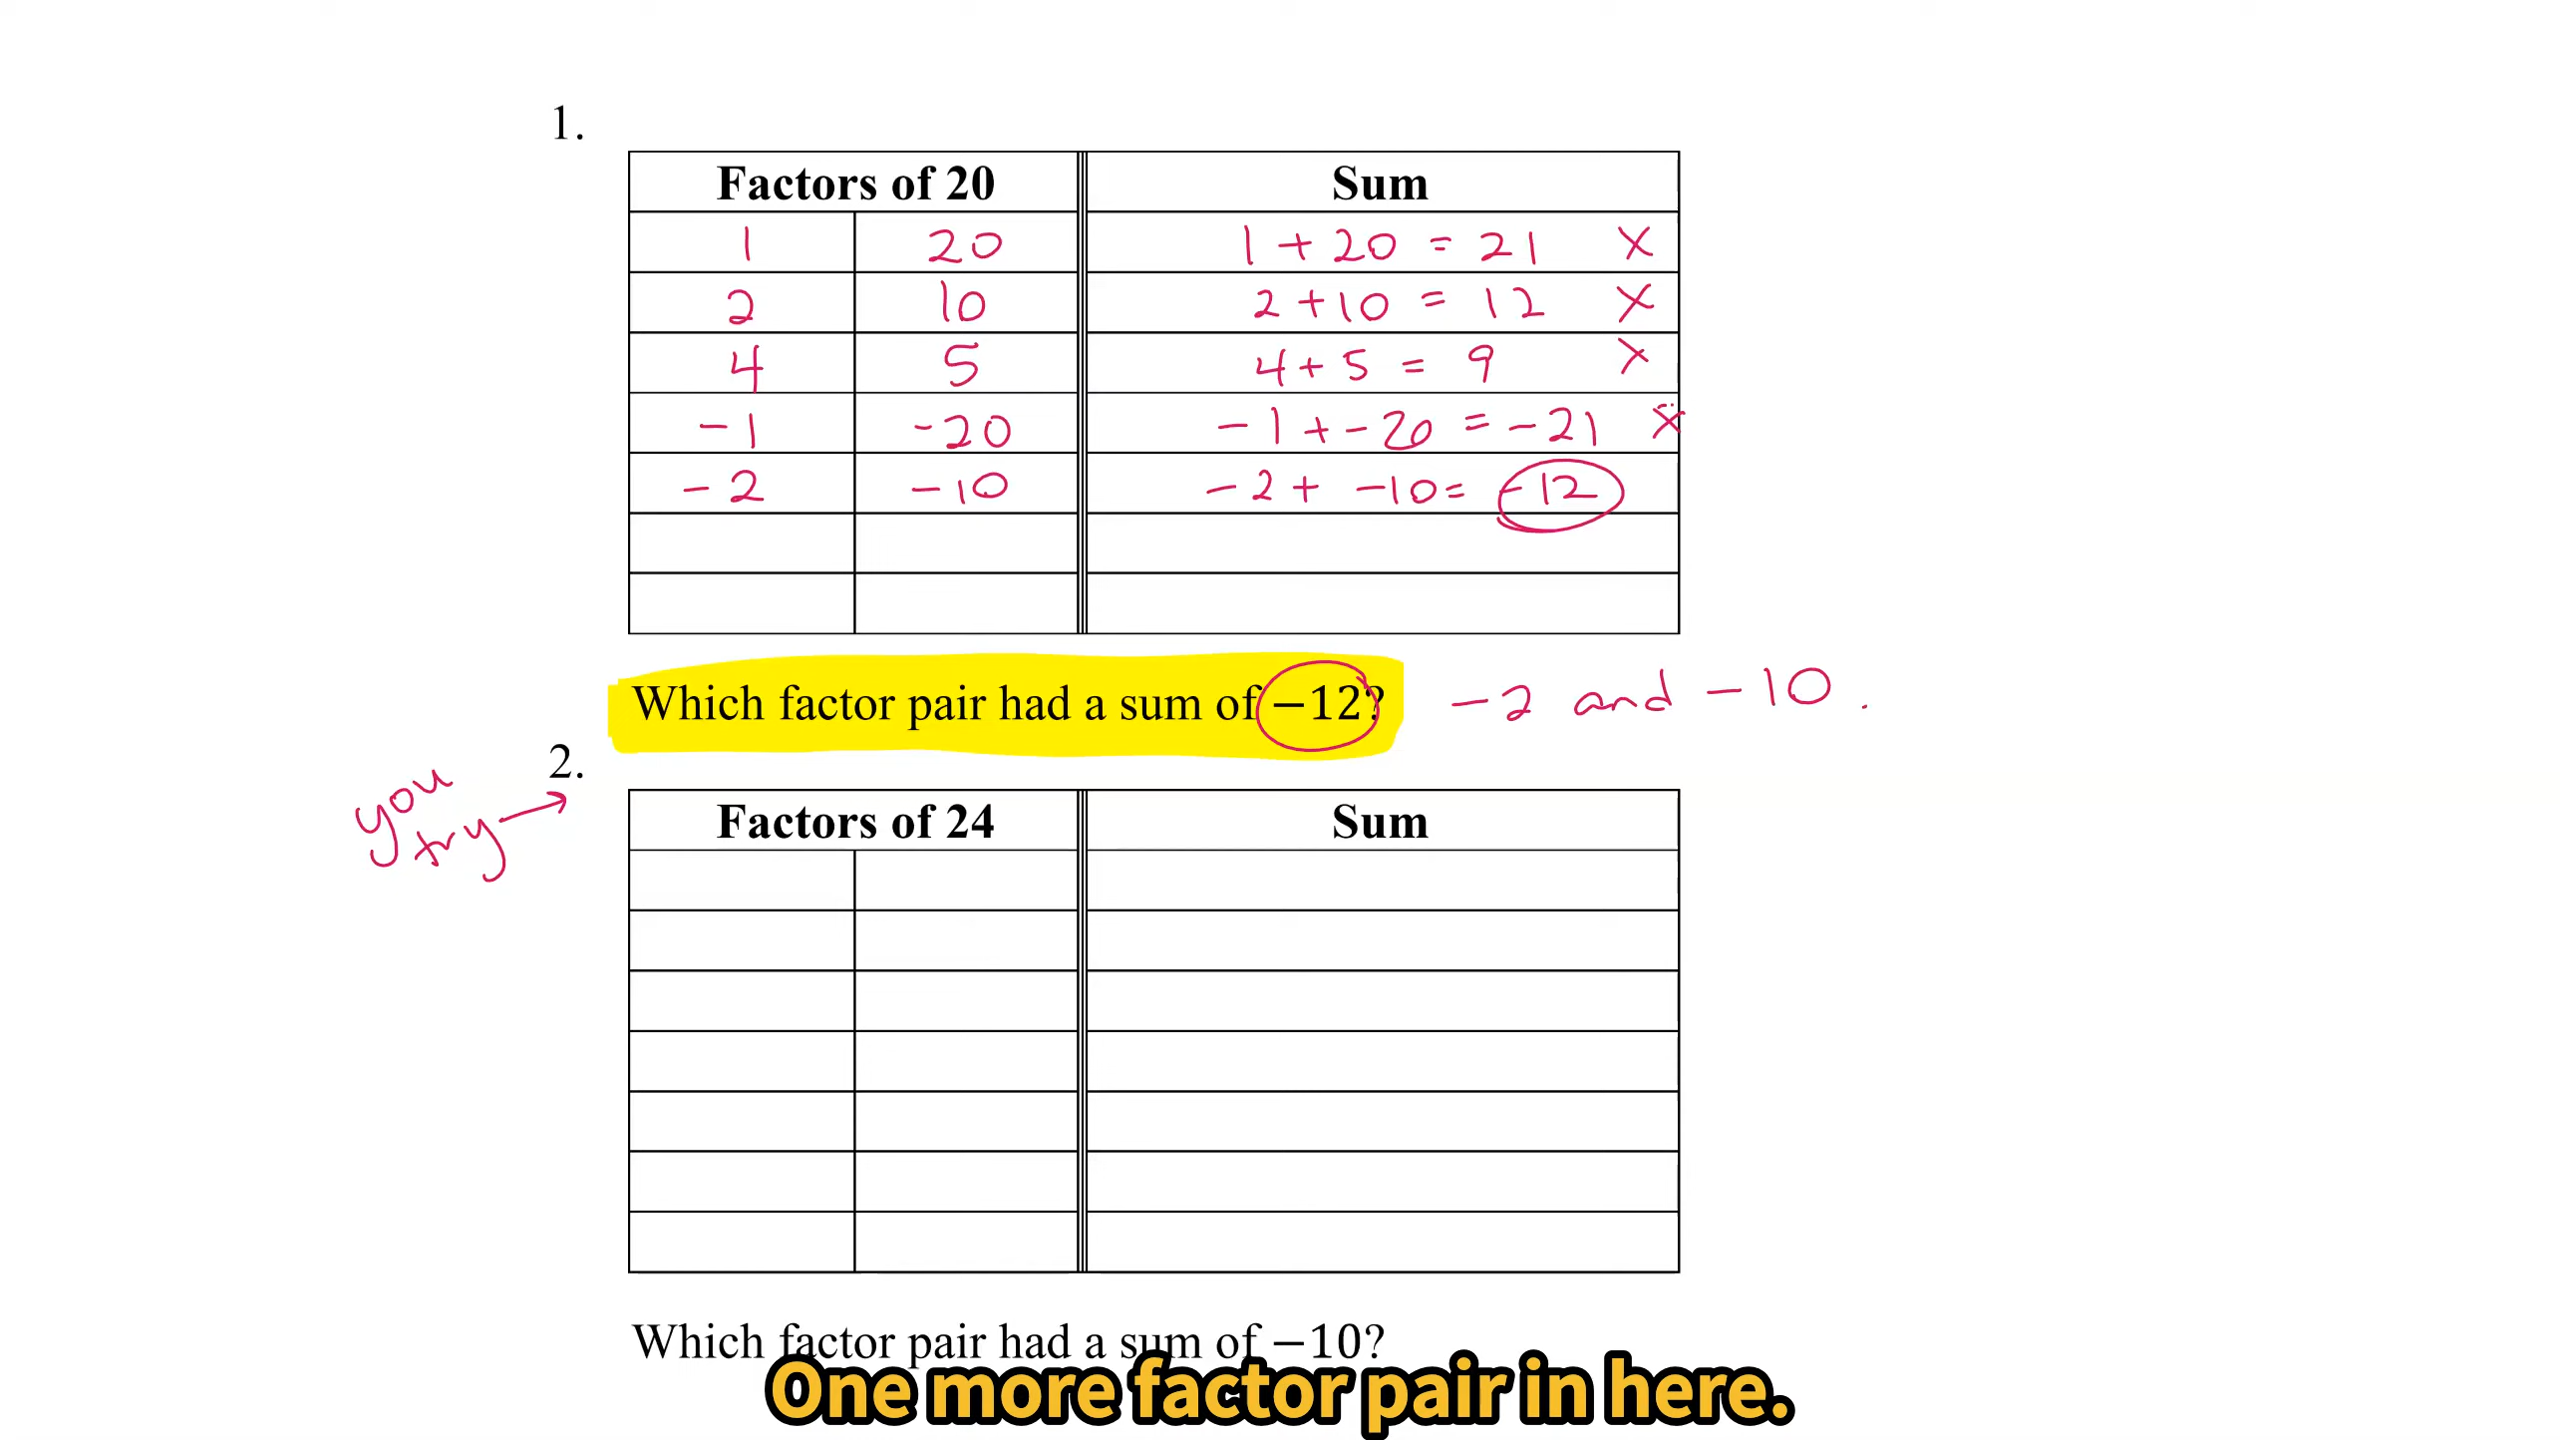 1.
Factors of 20 Sum
1 20 1 + 20 = 21 X
2 10 2 + 10 = 12 X
4 5 4 + 5 = 9 X
-1 -20 -1 + -20 = -21 X
-2 -10 -2 + -10 = -12
Which factor pair had a sum of −12? -2 and -10.
2.
you
try →
Factors of 24 Sum
Which factor pair had a sum of −10?
One more factor pair in here.